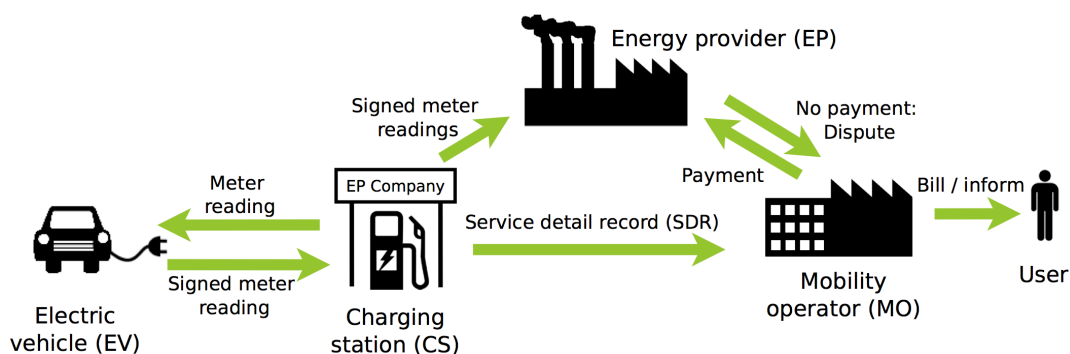 Energy provider (EP)
Signed meter
readings
No payment:
Dispute
Payment
EP Company
Meter
reading
Service detail record (SDR)
Bill / inform
Signed meter
reading
Electric
vehicle (EV)
Charging
station (CS)
Mobility
operator (MO)
User